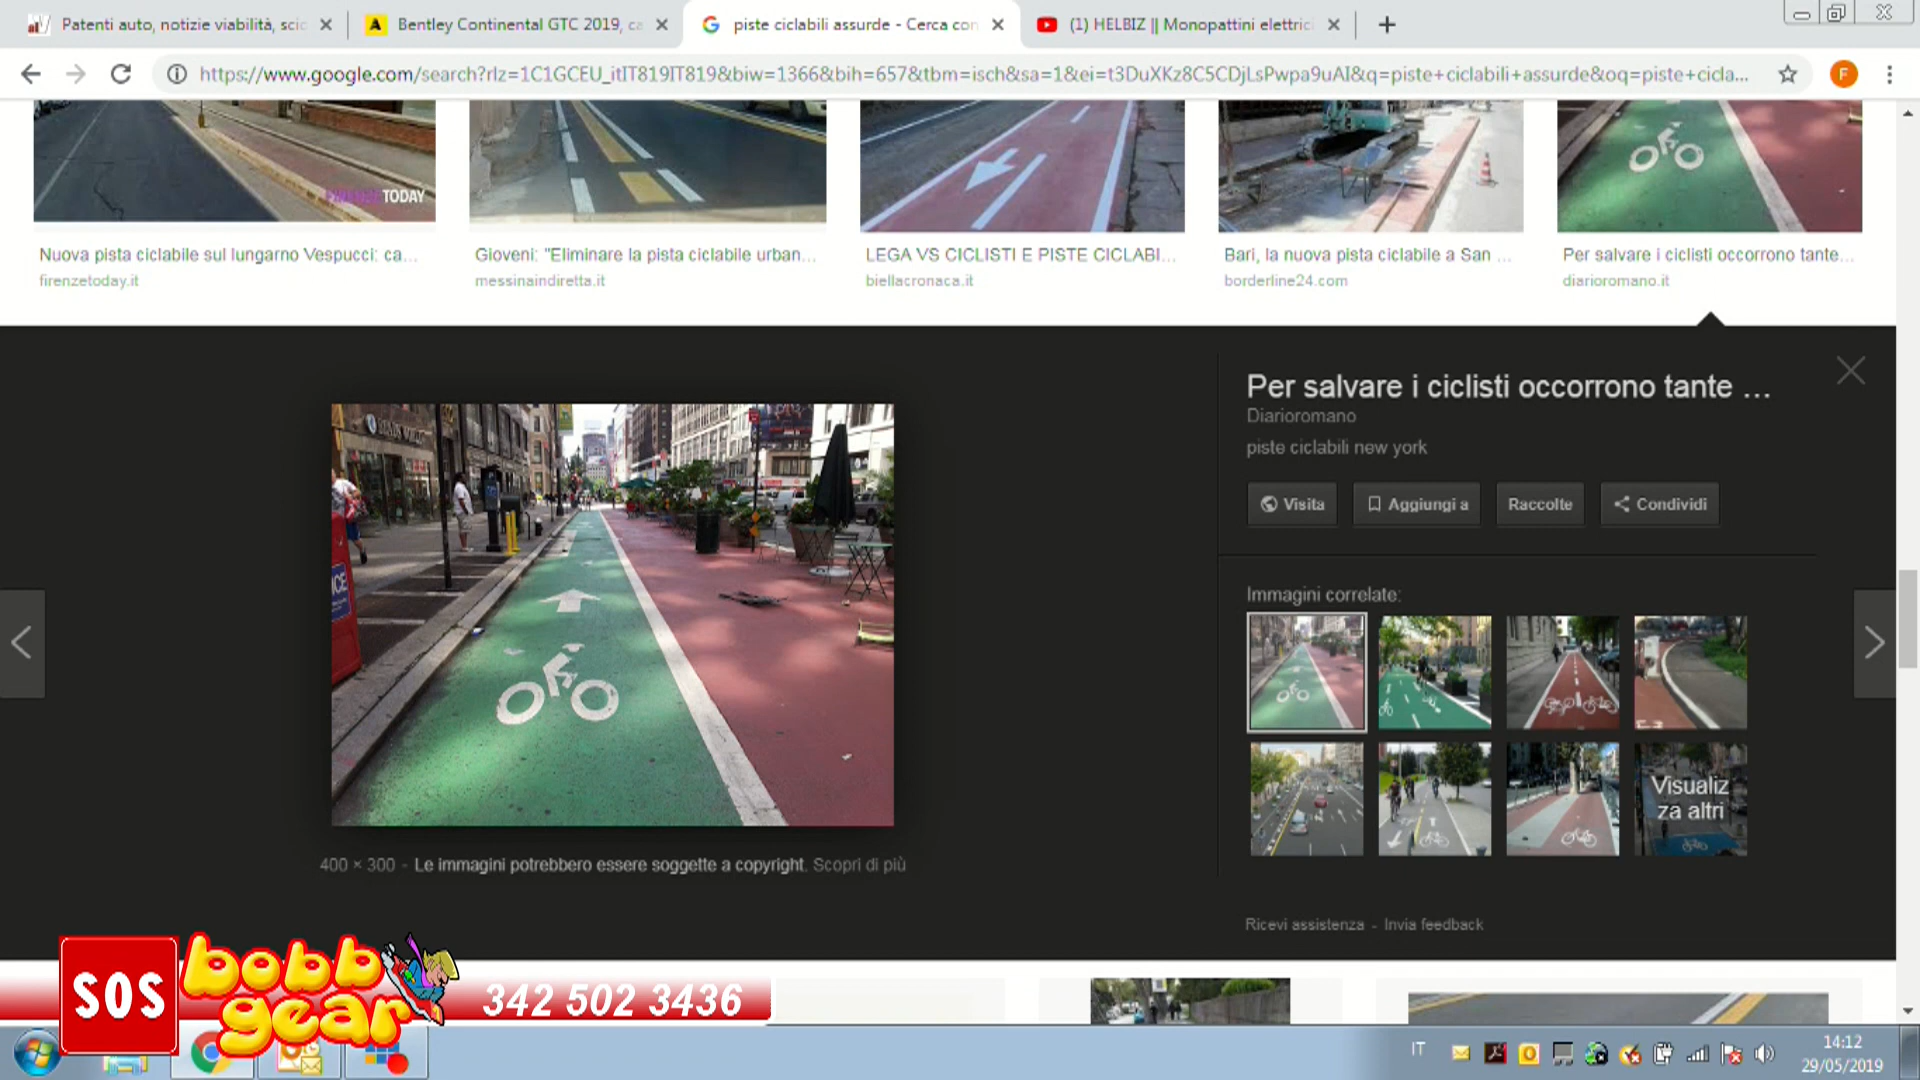 Patenti auto, notizie viabilità, scic
Bentley Continental GTC 2019, ca
piste ciclabili assurde - Cerca con
(1) HELBIZ || Monopattini elettrici
https://www.google.com/search?rlz=1C1GCEU_itIT819IT819&biw=1366&bih=657&tbm=isch&sa=1&ei=t3DuXKz8C5CDjLsPwpa9uAI&q=piste+ciclabili+assurde&oq=piste+cicla...
F
TODAY
Nuova pista ciclabile sul lungarno Vespucci: ca...
firenzetoday.it
Gioveni: "Eliminare la pista ciclabile urban...
messinaindiretta.it
LEGA VS CICLISTI E PISTE CICLABI...
biellacronaca.it
Bari, la nuova pista ciclabile a San ...
borderline24.com
Per salvare i ciclisti occorrono tante...
diarioromano.it
Per salvare i ciclisti occorrono tante ...
Diarioromano
piste ciclabili new york
Visita
Aggiungi a
Raccolte
Condividi
Immagini correlate:
Visualiz
za altri
400 × 300 - Le immagini potrebbero essere soggette a copyright. Scopri di più
Ricevi assistenza - Invia feedback
SOS
bobb
gear
342 502 3436
IT
14:12
29/05/2019